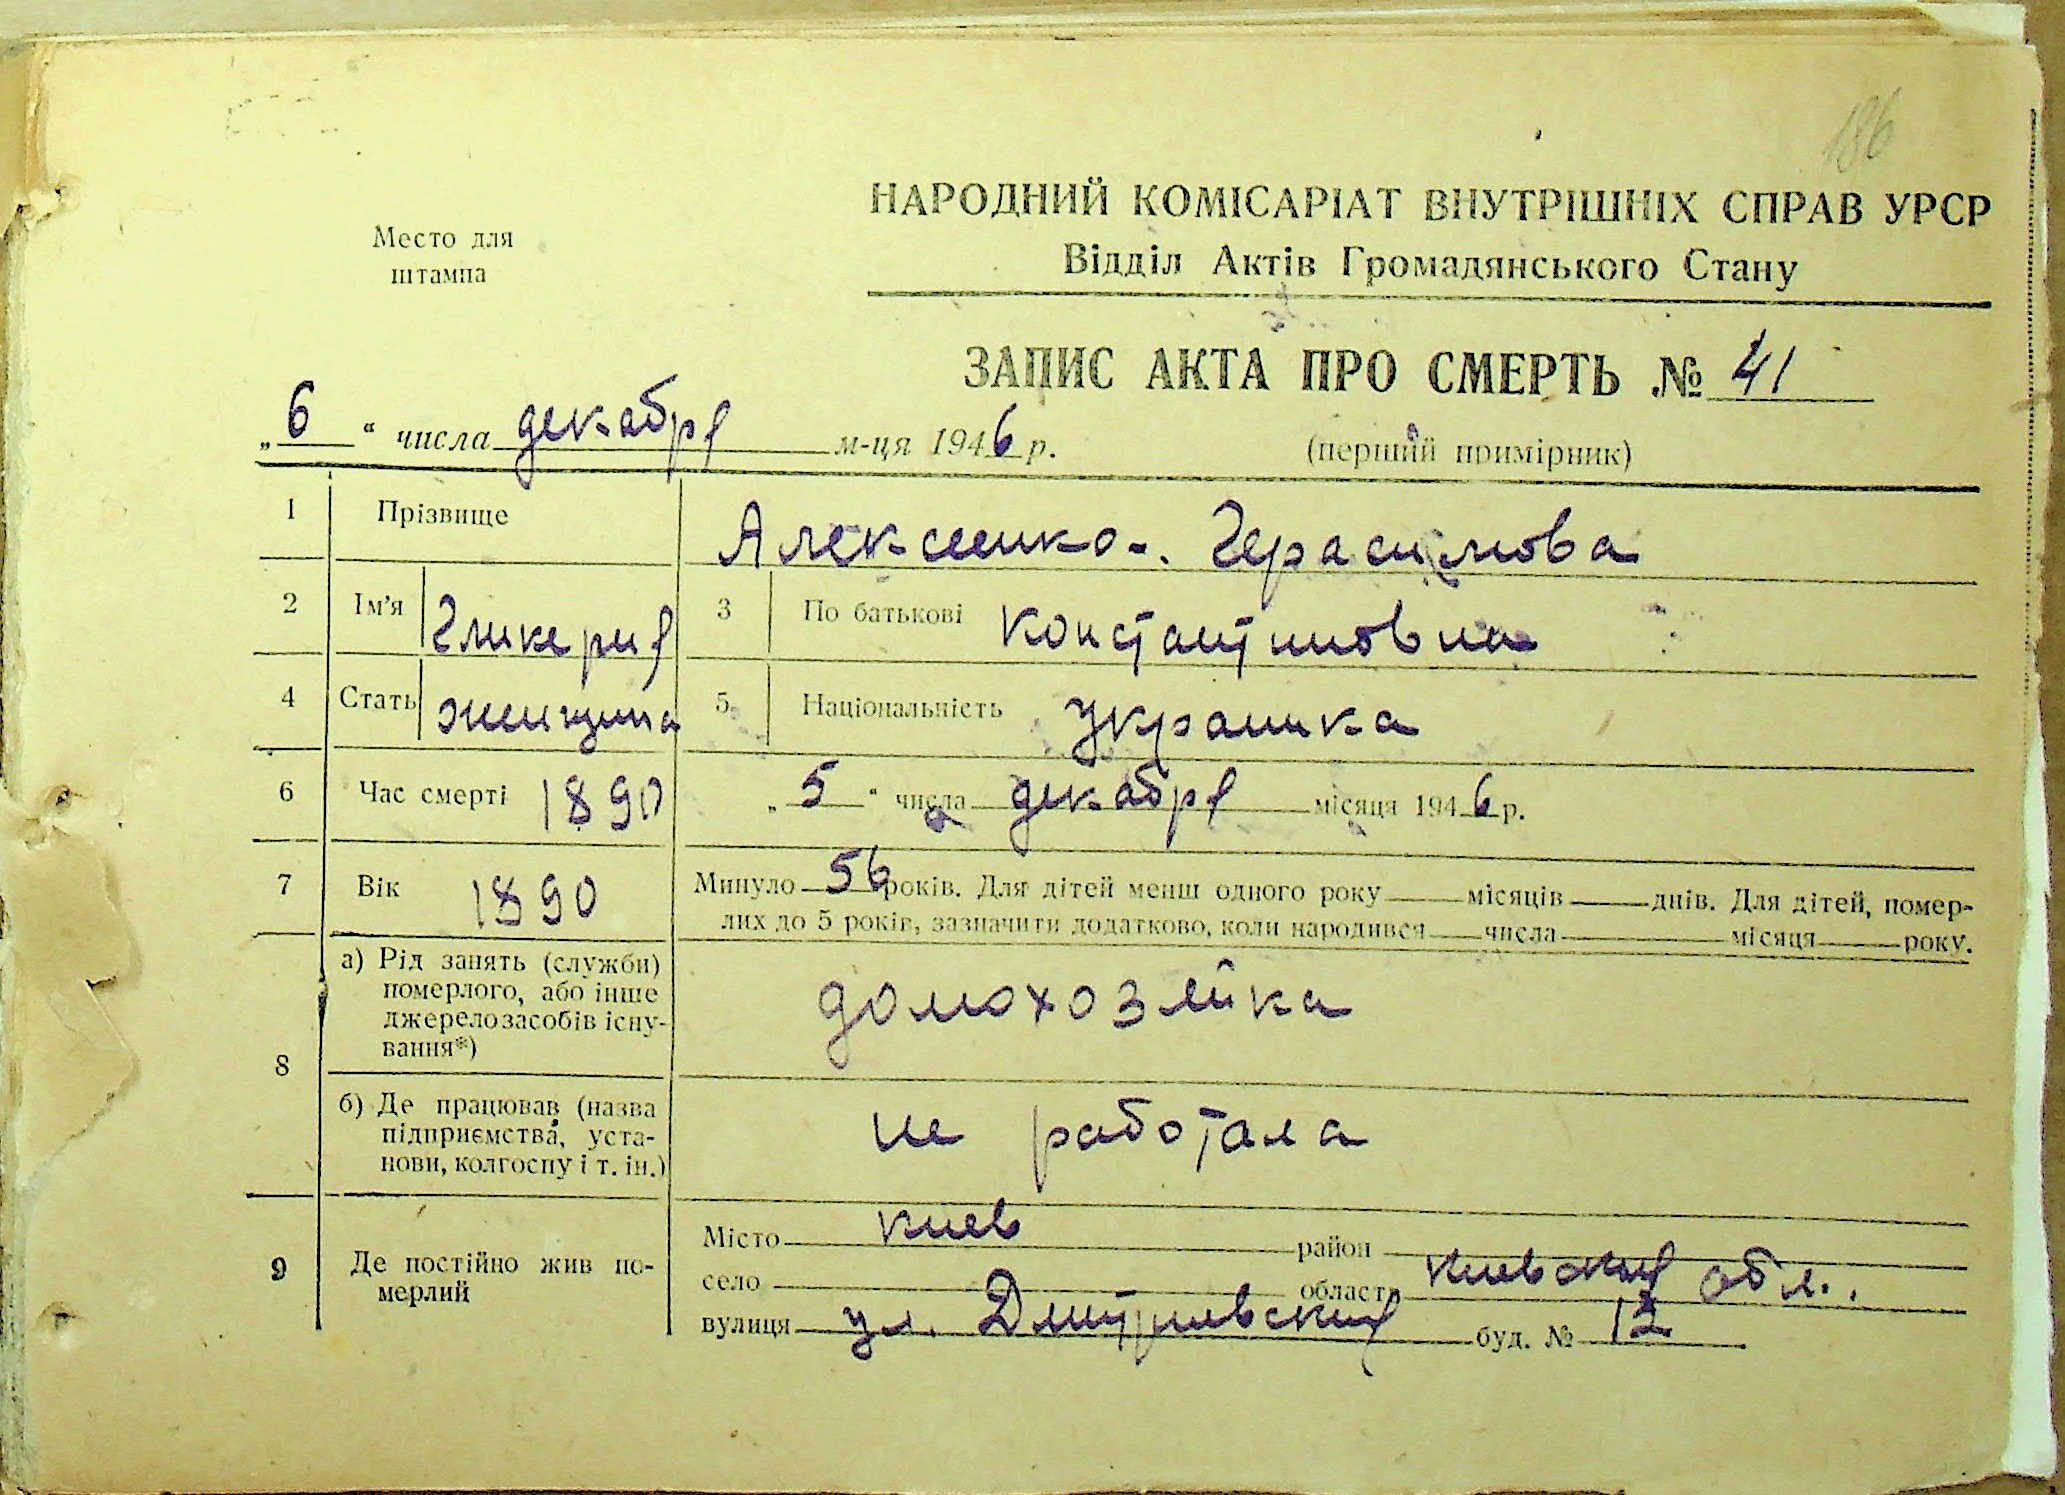 186
НАРОДНИЙ КОМІСАРІАТ ВНУТРІШНІХ СПРАВ УРСР
Место для
штампа
Відділ Актів Громадянського Стану
ЗАПИС АКТА ПРО СМЕРТЬ № 41
„6“ числа декабря м-ця 1946 р.
(перший примірник)
1 Прізвище Алексеенко-Герасимова
2 Ім'я Гликерия 3 По батькові Константиновна
4 Стать женщина 5 Національність украинка
6 Час смерті 1890 „5“ числа декабря місяця 1946 р.
7 Вік 1890 Минуло 56 років. Для дітей менш одного року місяців днів. Для дітей, помер-
лих до 5 років, зазначити додатково, коли народився числа місяця року.
8
а) Рід занять (служби)
померлого, або інше
джерело засобів існу-
вання*)
домохозяйка
б) Де працював (назва
підприємства, уста-
нови, колгоспу і т. ін.)
не работала
9 Де постійно жив по-
мерлий
Місто Киев район
село область Киевския обл.
вулиця ул. Дмитриевския буд. № 12